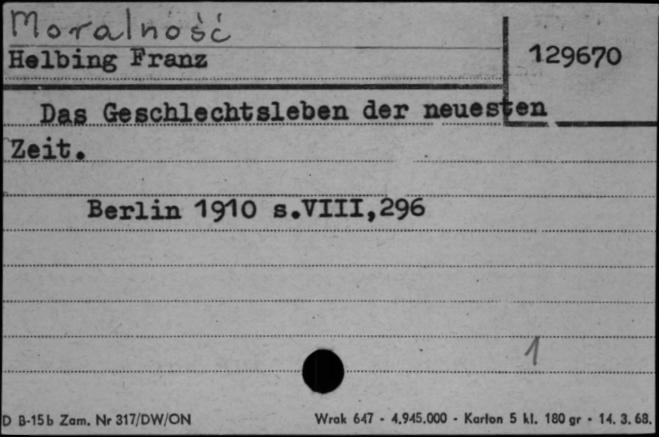 Moralność
Helbing Franz
129670
Das Geschlechtsleben der neuesten
Zeit.
Berlin 1910 s.VIII,296
1
D B-15b Zam. Nr 317/DW/ON
Wrak 647 - 4.945.000 - Karton 5 kl. 180 gr - 14. 3. 68.